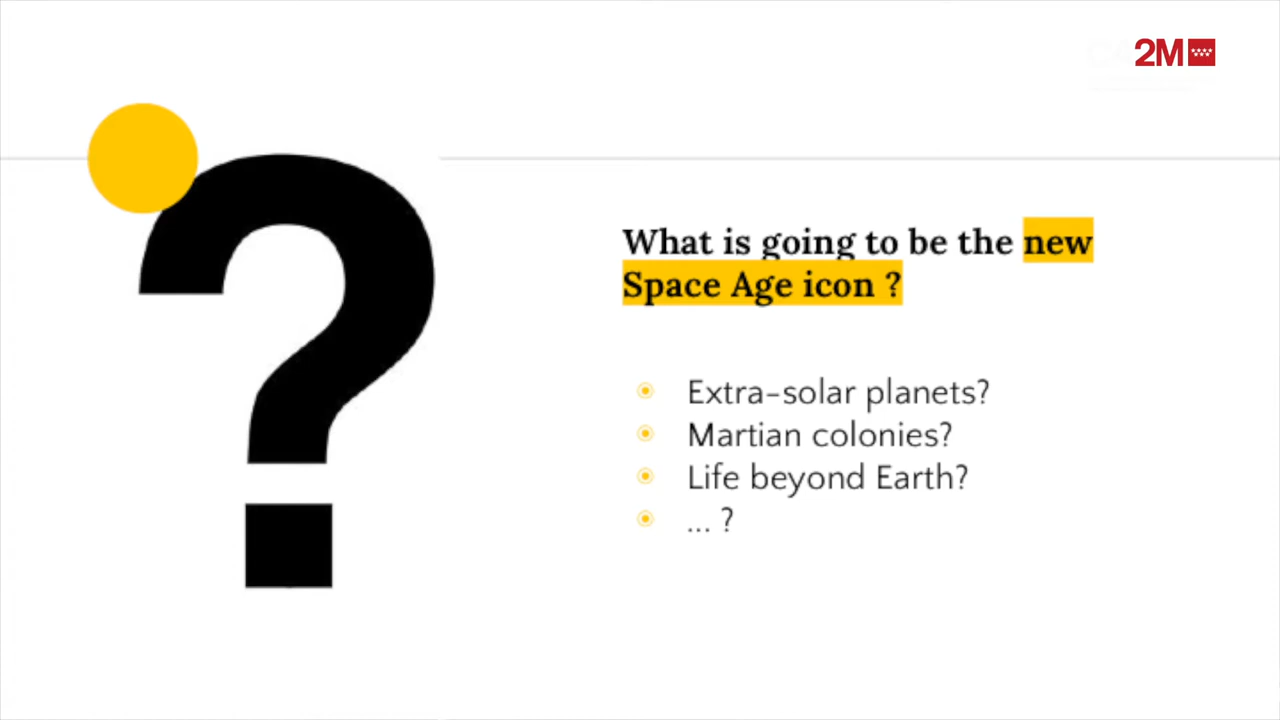 2M
?
What is going to be the new
Space Age icon ?
Extra-solar planets?
Martian colonies?
Life beyond Earth?
... ?